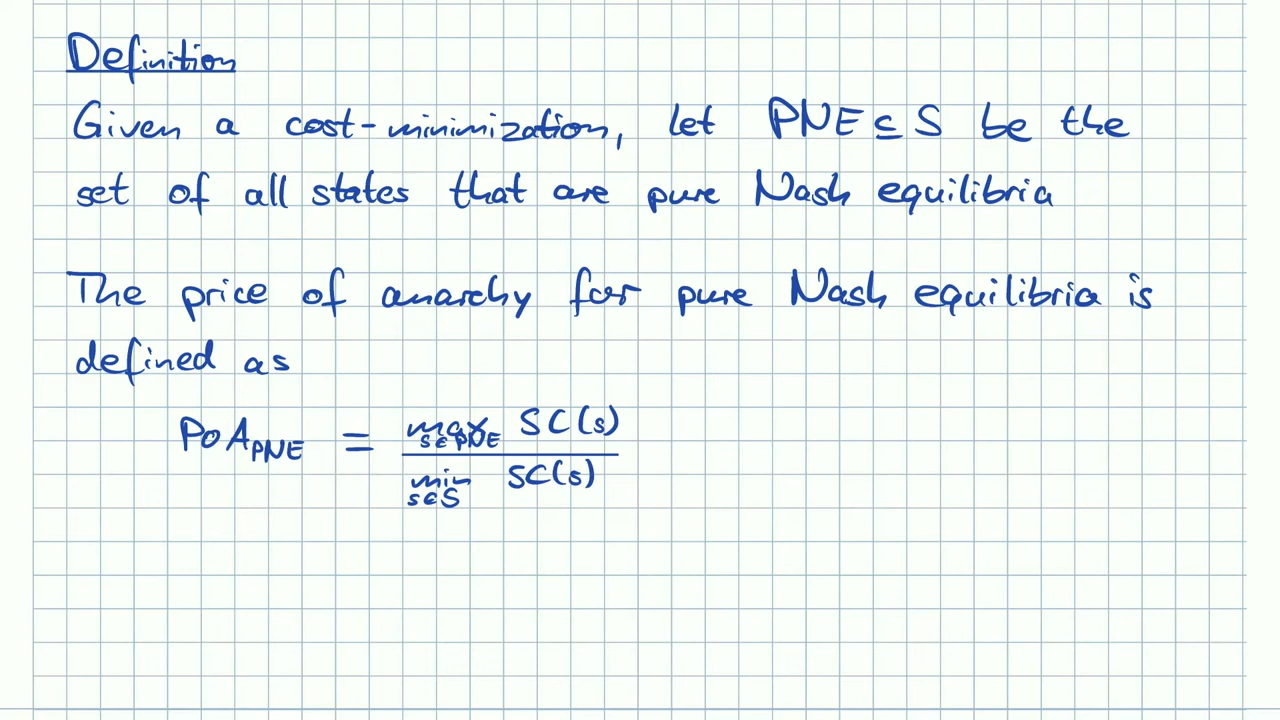 Definition
Given a cost-minimization, let PNE ⊆ S be the
set of all states that are pure Nash equilibria
The price of anarchy for pure Nash equilibria is
defined as
PoA_PNE = max_{s∈PNE} SC(s) / min_{s∈S} SC(s)